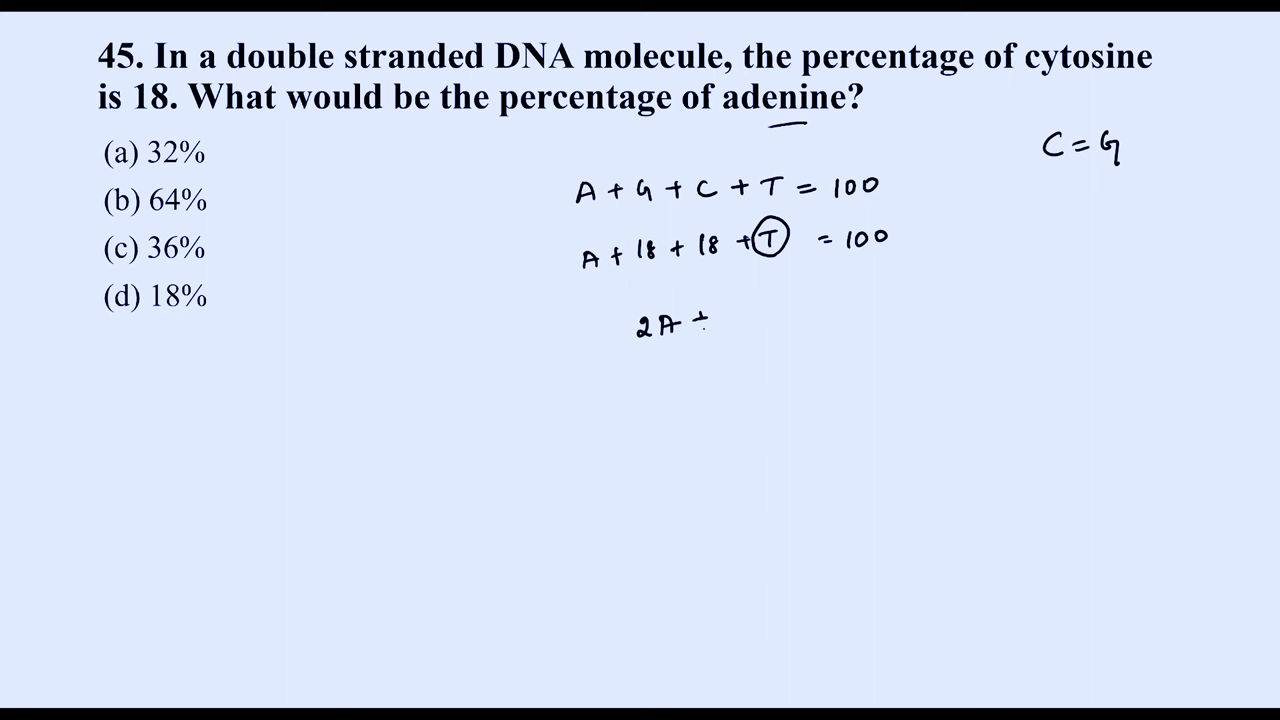 45. In a double stranded DNA molecule, the percentage of cytosine
is 18. What would be the percentage of adenine?
(a) 32%
(b) 64%
(c) 36%
(d) 18%
C = G
A + G + C + T = 100
A + 18 + 18 + T = 100
2A +